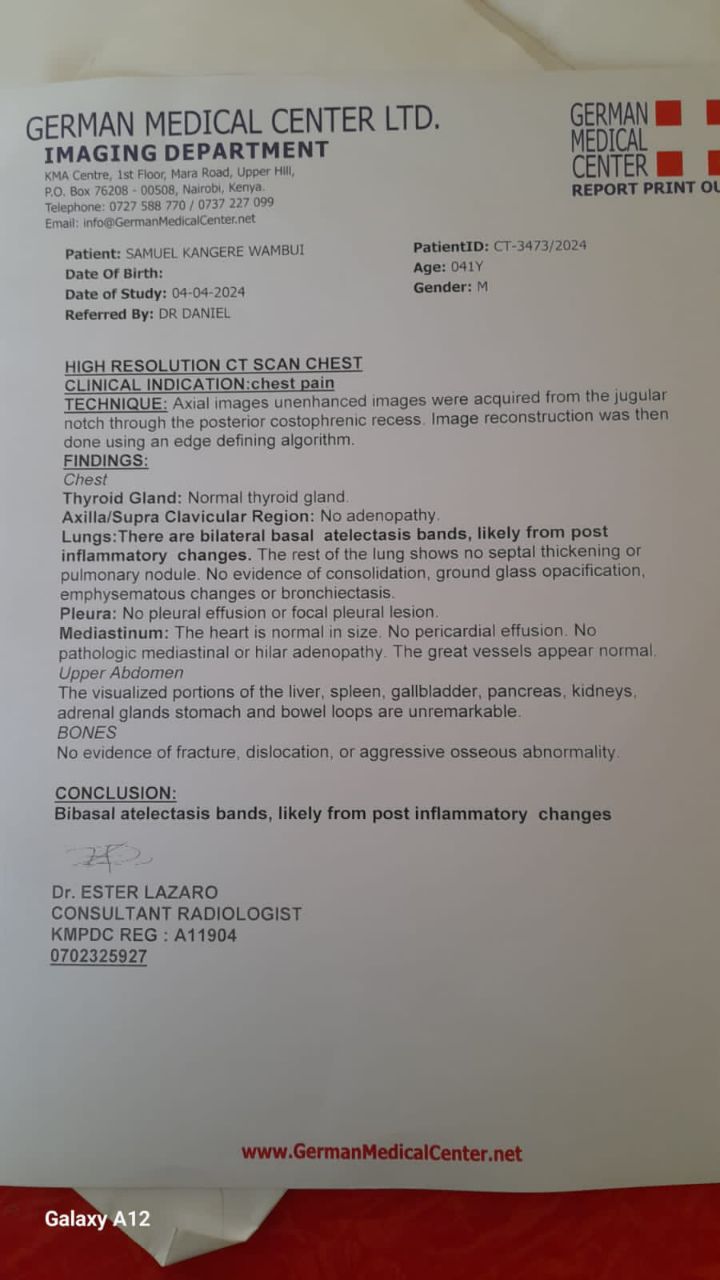 GERMAN MEDICAL CENTER LTD.
IMAGING DEPARTMENT
KMA Centre, 1st Floor, Mara Road, Upper Hill,
P.O. Box 76208 - 00508, Nairobi, Kenya.
Telephone: 0727 588 770 / 0737 227 099
Email: info@GermanMedicalCenter.net
GERMAN
MEDICAL
CENTER
REPORT PRINT OU
Patient: SAMUEL KANGERE WAMBUI
Date Of Birth:
Date of Study: 04-04-2024
Referred By: DR DANIEL
PatientID: CT-3473/2024
Age: 041Y
Gender: M
HIGH RESOLUTION CT SCAN CHEST
CLINICAL INDICATION:chest pain
TECHNIQUE: Axial images unenhanced images were acquired from the jugular
notch through the posterior costophrenic recess. Image reconstruction was then
done using an edge defining algorithm.
FINDINGS:
Chest
Thyroid Gland: Normal thyroid gland.
Axilla/Supra Clavicular Region: No adenopathy.
Lungs:There are bilateral basal atelectasis bands, likely from post
inflammatory changes. The rest of the lung shows no septal thickening or
pulmonary nodule. No evidence of consolidation, ground glass opacification,
emphysematous changes or bronchiectasis.
Pleura: No pleural effusion or focal pleural lesion.
Mediastinum: The heart is normal in size. No pericardial effusion. No
pathologic mediastinal or hilar adenopathy. The great vessels appear normal.
Upper Abdomen
The visualized portions of the liver, spleen, gallbladder, pancreas, kidneys,
adrenal glands stomach and bowel loops are unremarkable.
BONES
No evidence of fracture, dislocation, or aggressive osseous abnormality.
CONCLUSION:
Bibasal atelectasis bands, likely from post inflammatory changes
Dr. ESTER LAZARO
CONSULTANT RADIOLOGIST
KMPDC REG : A11904
0702325927
www.GermanMedicalCenter.net
Galaxy A12